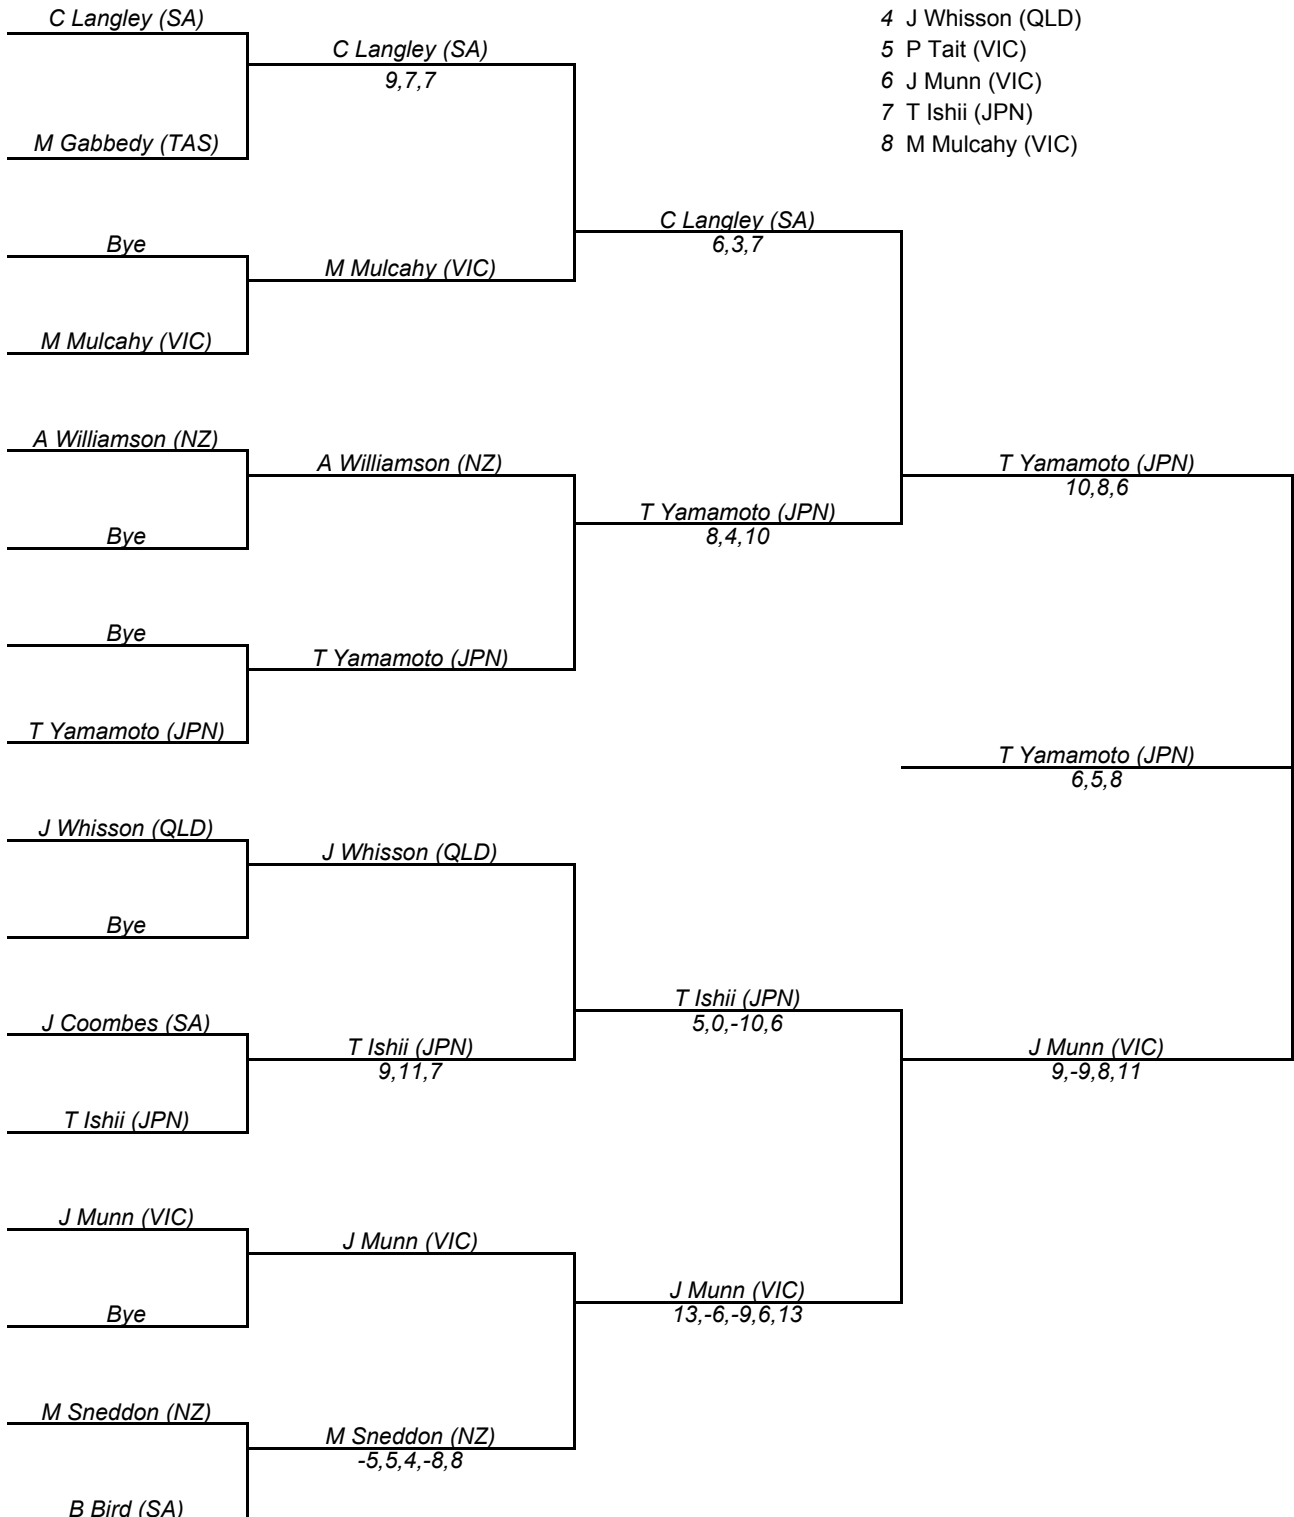 C Langley (SA)
4 J Whisson (QLD)
C Langley (SA)
5 P Tait (VIC)
9,7,7
6 J Munn (VIC)
7 T Ishii (JPN)
M Gabbedy (TAS)
8 M Mulcahy (VIC)
C Langley (SA)
6,3,7
Bye
M Mulcahy (VIC)
M Mulcahy (VIC)
A Williamson (NZ)
A Williamson (NZ)
T Yamamoto (JPN)
10,8,6
T Yamamoto (JPN)
8,4,10
Bye
Bye
T Yamamoto (JPN)
T Yamamoto (JPN)
T Yamamoto (JPN)
6,5,8
J Whisson (QLD)
J Whisson (QLD)
Bye
T Ishii (JPN)
5,0,-10,6
J Coombes (SA)
T Ishii (JPN)
9,11,7
J Munn (VIC)
9,-9,8,11
T Ishii (JPN)
J Munn (VIC)
J Munn (VIC)
J Munn (VIC)
13,-6,-9,6,13
Bye
M Sneddon (NZ)
M Sneddon (NZ)
-5,5,4,-8,8
B Bird (SA)